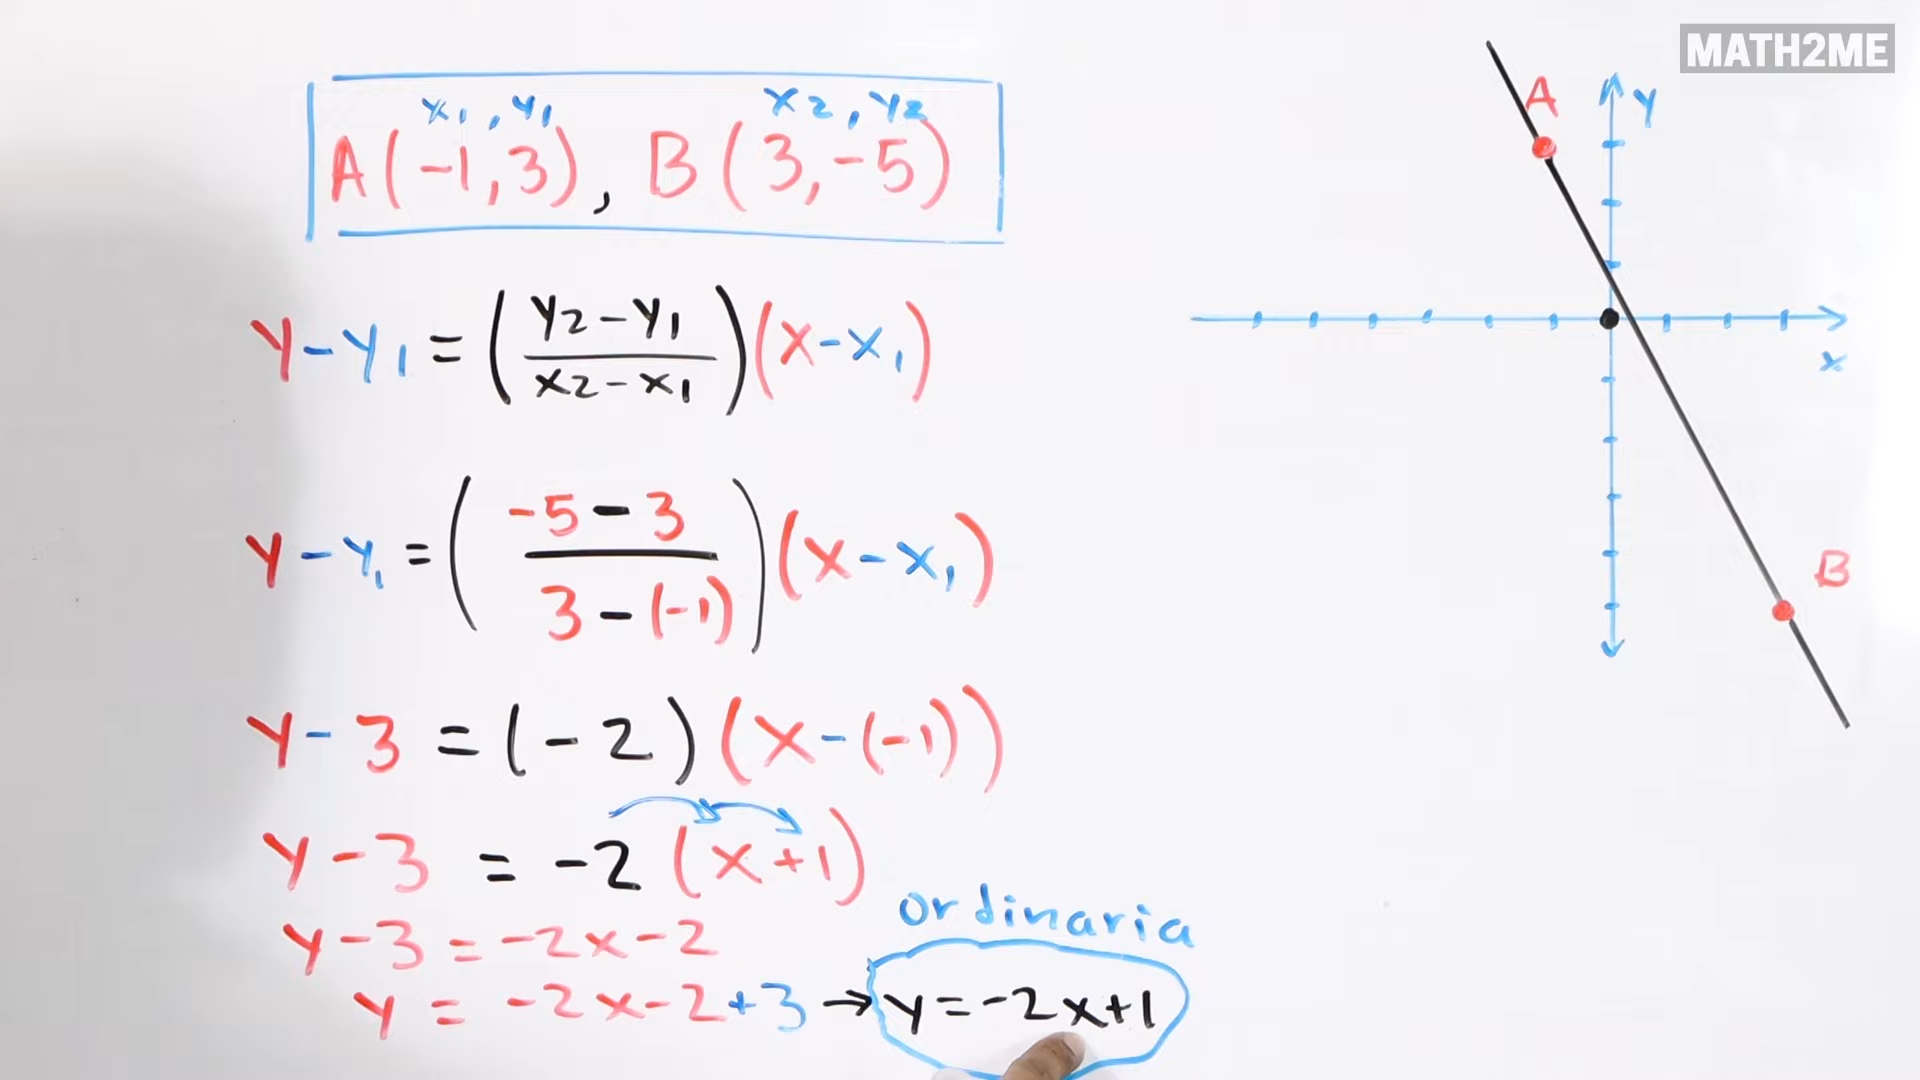 MATH2ME
x₁, y₁ x₂, y₂
A(-1,3), B(3,-5)
y-y₁ = ((y₂-y₁)/(x₂-x₁))(x-x₁)
y-y₁ = ((-5-3)/(3-(-1)))(x-x₁)
y-3 = (-2)(x-(-1))
y-3 = -2(x+1)
y-3 = -2x-2
y = -2x-2+3 → y=-2x+1
ordinaria
A
y
x
B